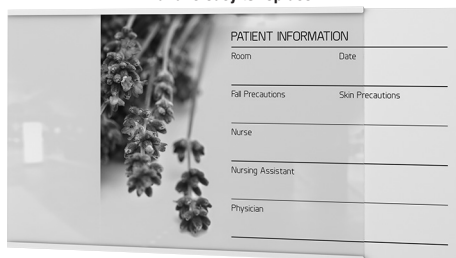 PATIENT INFORMATION
Room Date
Fall Precautions Skin Precautions
Nurse
Nursing Assistant
Physician